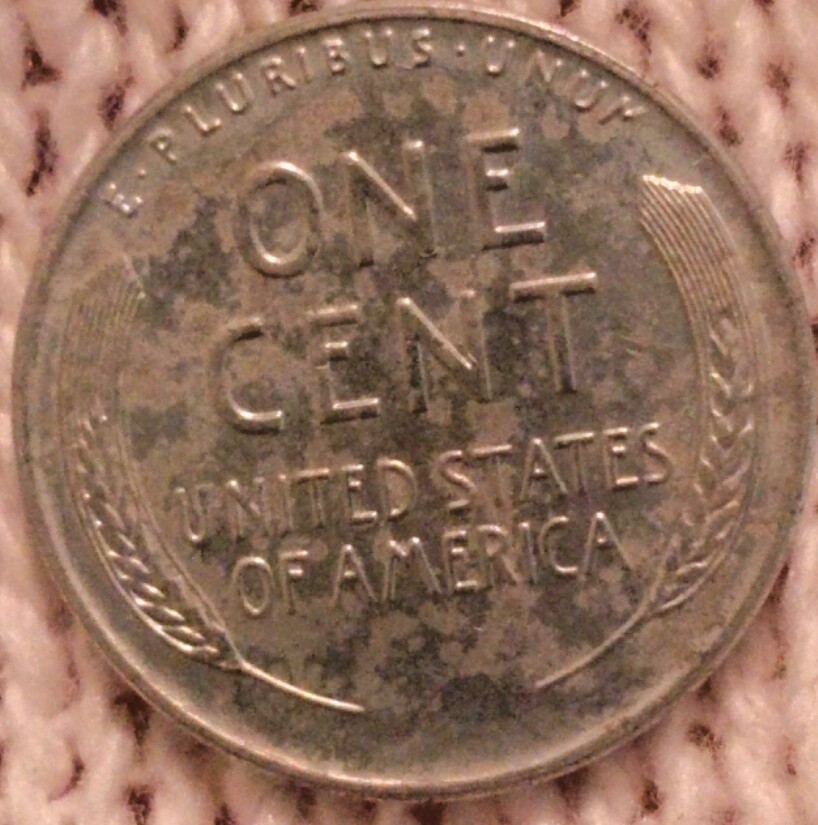 E·PLURIBUS·UNUM
ONE
CENT
UNITED STATES
OF AMERICA